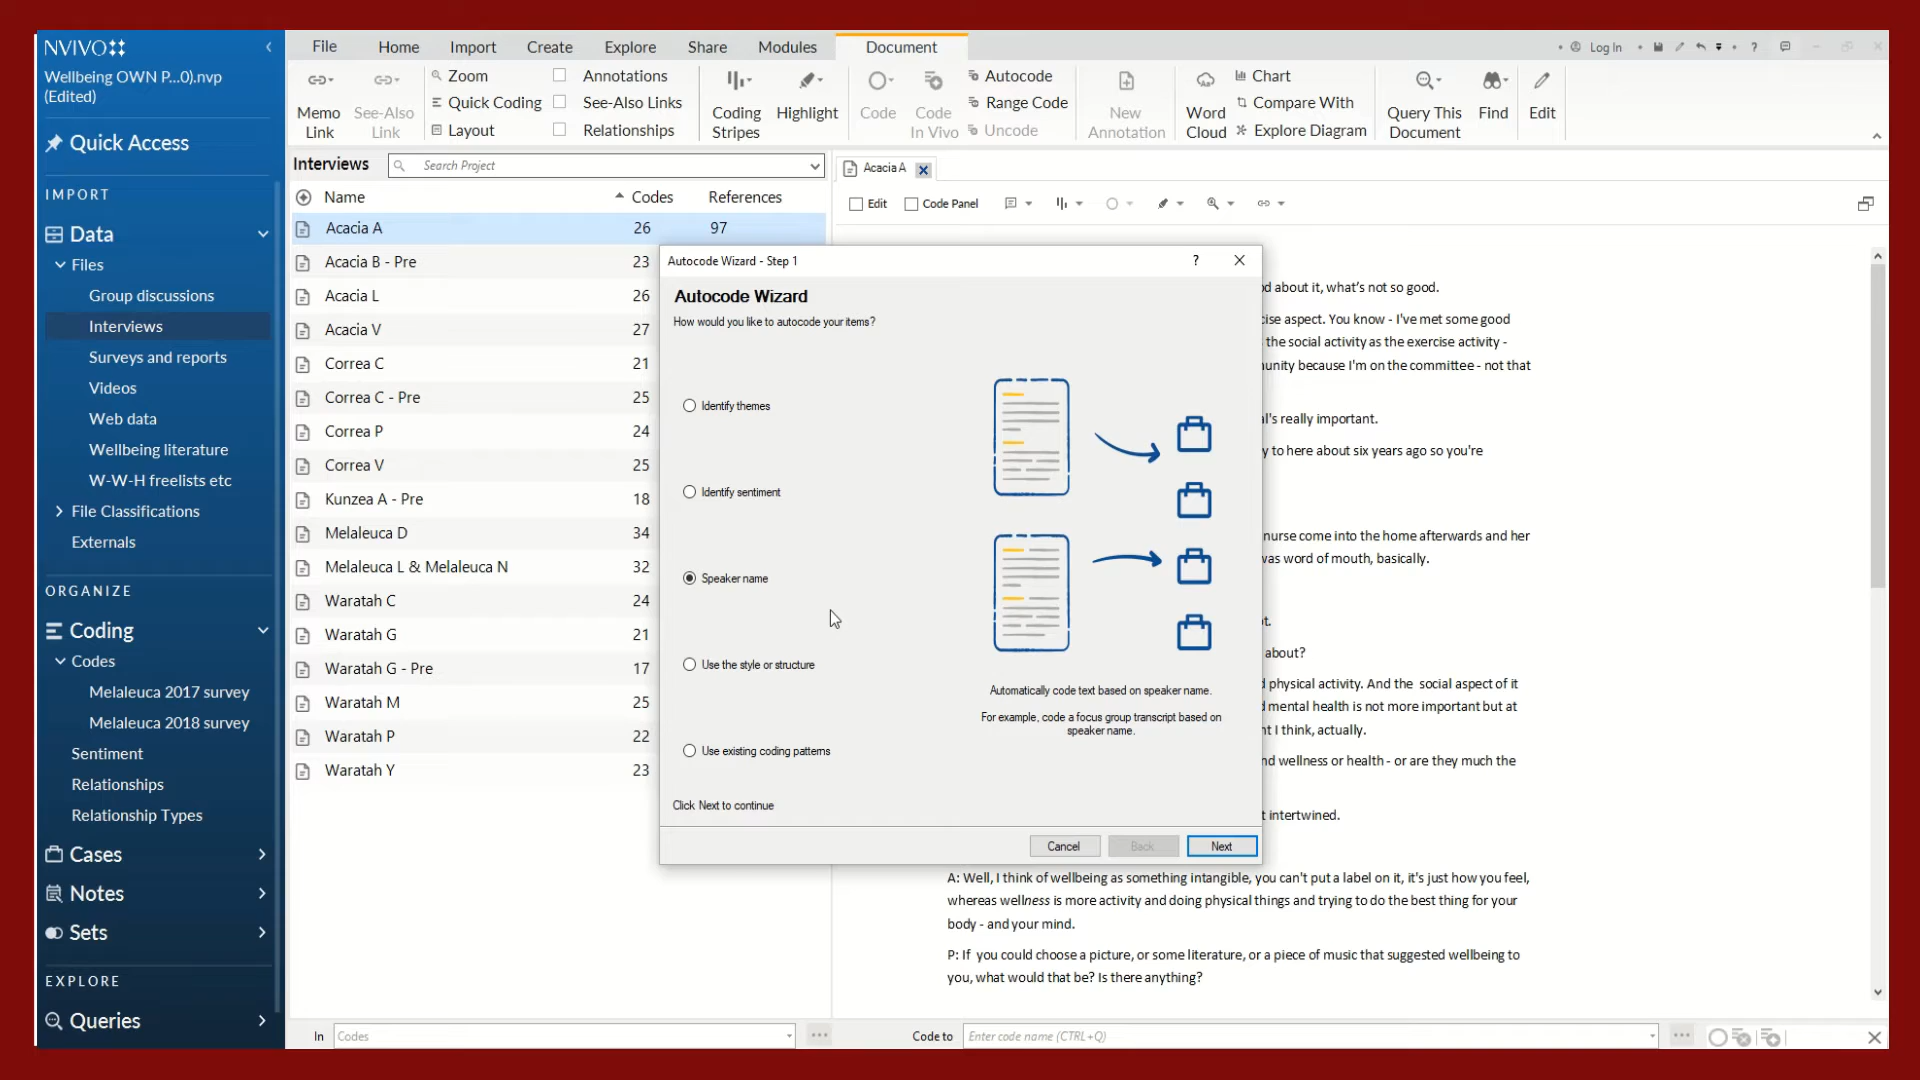 NVIVO
Wellbeing OWN P...0).nvp
(Edited)
Quick Access
IMPORT
Data
Files
Group discussions
Interviews
Surveys and reports
Videos
Web data
Wellbeing literature
W-W-H freelists etc
File Classifications
Externals
ORGANIZE
Coding
Codes
Melaleuca 2017 survey
Melaleuca 2018 survey
Sentiment
Relationships
Relationship Types
Cases
Notes
Sets
EXPLORE
Queries
File Home Import Create Explore Share Modules Document
Log In
Memo
Link
See-Also
Link
Zoom
Quick Coding
Layout
Annotations
See-Also Links
Relationships
Coding
Stripes
Highlight
Code
Code
In Vivo
Autocode
Range Code
Uncode
New
Annotation
Word
Cloud
Chart
Compare With
Explore Diagram
Query This
Document
Find
Edit
Interviews Search Project
Name Codes References
Acacia A 26 97
Acacia B - Pre 23
Acacia L 26
Acacia V 27
Correa C 21
Correa C - Pre 25
Correa P 24
Correa V 25
Kunzea A - Pre 18
Melaleuca D 34
Melaleuca L & Melaleuca N 32
Waratah C 24
Waratah G 21
Waratah G - Pre 17
Waratah M 25
Waratah P 22
Waratah Y 23
Acacia A
Edit Code Panel
Autocode Wizard - Step 1 ?
Autocode Wizard
How would you like to autocode your items?
Identify themes
Identify sentiment
Speaker name
Use the style or structure
Use existing coding patterns
Automatically code text based on speaker name.
For example, code a focus group transcript based on
speaker name.
Click Next to continue
Cancel Back Next
d about it, what's not so good.
ise aspect. You know - I've met some good
the social activity as the exercise activity -
unity because I'm on the committee - not that
al's really important.
y to here about six years ago so you're
nurse come into the home afterwards and her
was word of mouth, basically.
t.
about?
d physical activity. And the social aspect of it
d mental health is not more important but at
nt I think, actually.
nd wellness or health - or are they much the
t intertwined.
A: Well, I think of wellbeing as something intangible, you can't put a label on it, it's just how you feel,
whereas wellness is more activity and doing physical things and trying to do the best thing for your
body - and your mind.
P: If you could choose a picture, or some literature, or a piece of music that suggested wellbeing to
you, what would that be? Is there anything?
In Codes
Code to Enter code name (CTRL+Q)